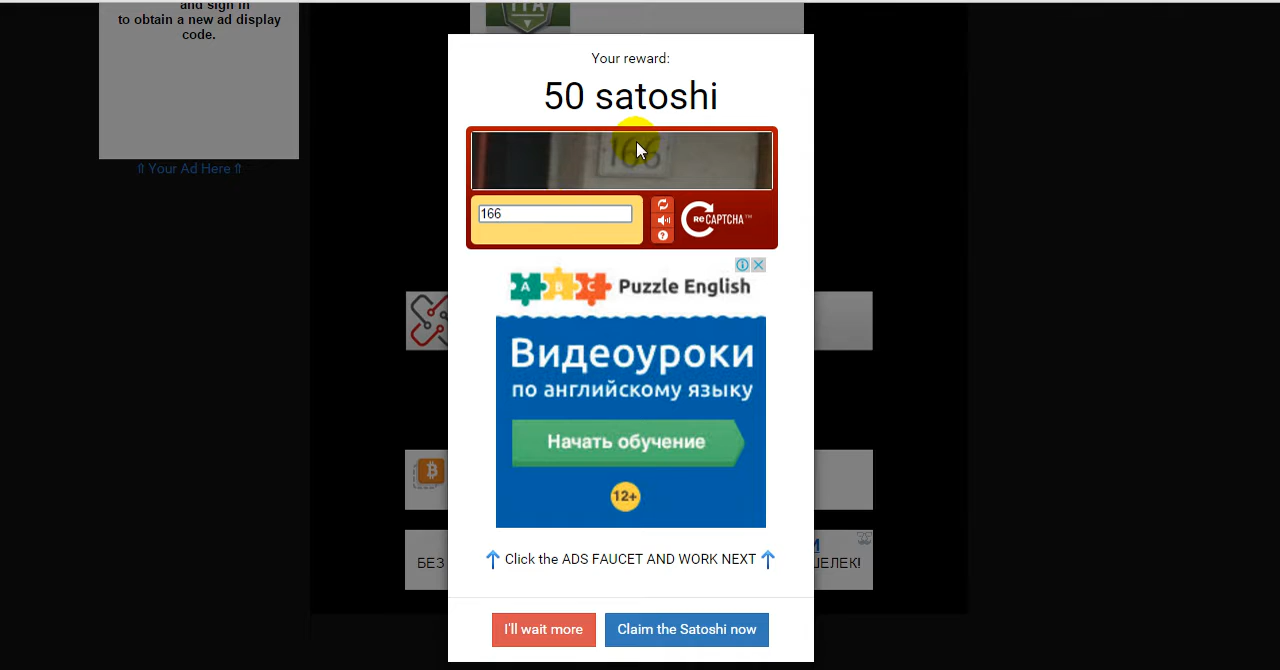 and sign in
to obtain a new ad display
code.
⇧ Your Ad Here ⇧
Your reward:
50 satoshi
166
166
reCAPTCHA™
A B C Puzzle English
Видеоуроки
по английскому языку
Начать обучение
12+
↑ Click the ADS FAUCET AND WORK NEXT ↑
БЕЗ
ШЕЛЕК!
I'll wait more
Claim the Satoshi now